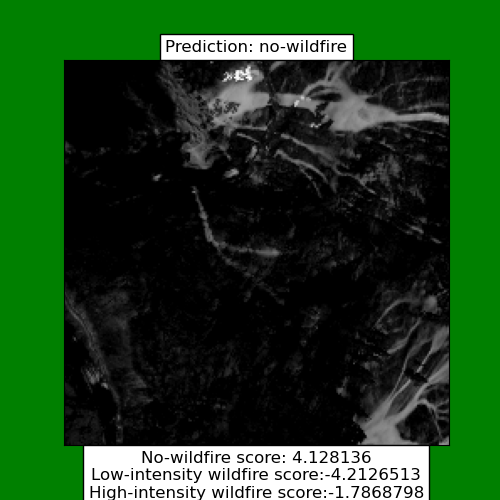 Prediction: no-wildfire
No-wildfire score: 4.128136
Low-intensity wildfire score:-4.2126513
High-intensity wildfire score:-1.7868798